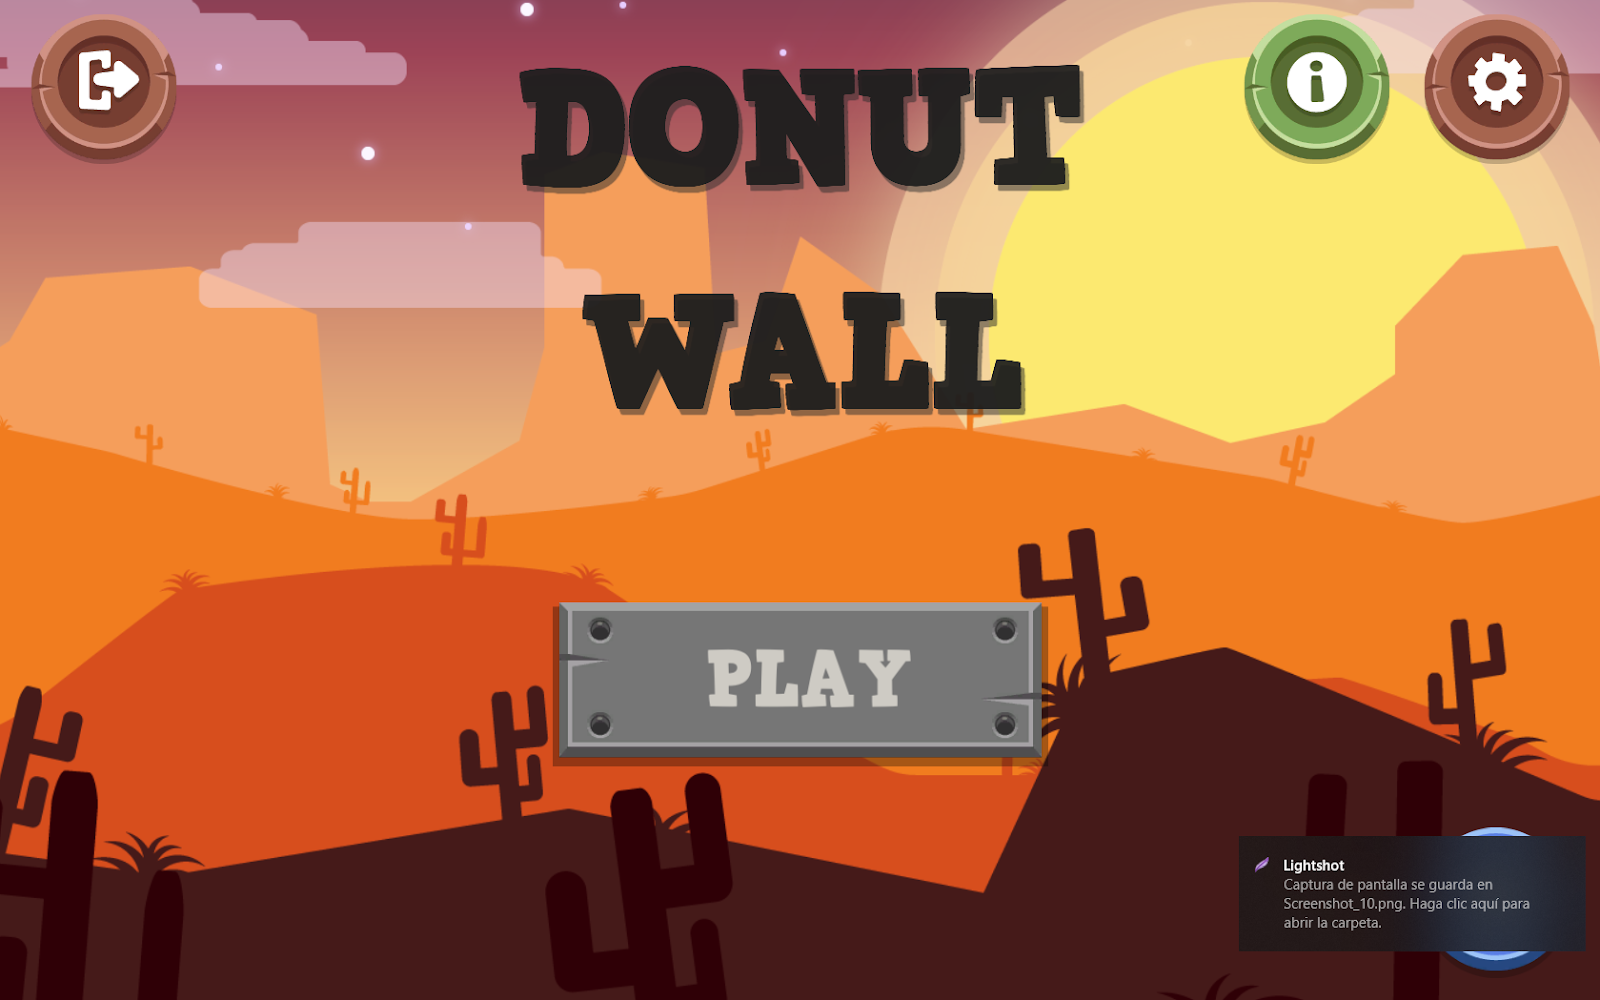 DONUT
WALL
PLAY
Lightshot
Captura de pantalla se guarda en
Screenshot_10.png. Haga clic aquí para
abrir la carpeta.